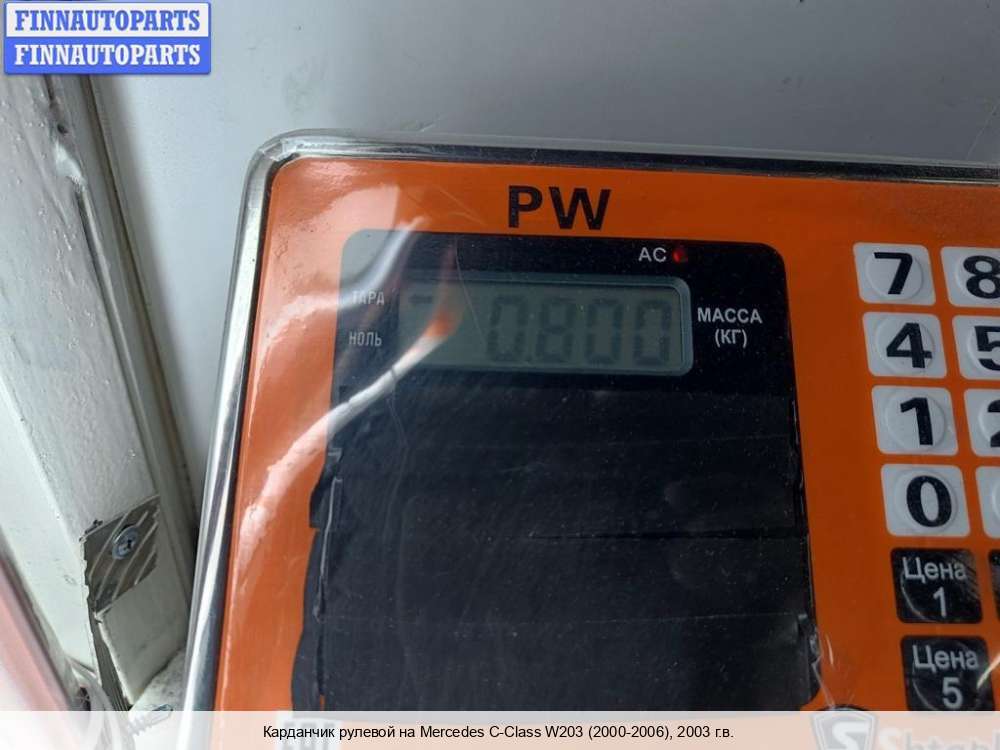 FINNAUTOPARTS
FINNAUTOPARTS
PW
AC
ТАРА
НОЛЬ
0.800
МАССА
(КГ)
7 8
4 5
1 2
0
Цена
1
Цена
5
Карданчик рулевой на Mercedes C-Class W203 (2000-2006), 2003 г.в.